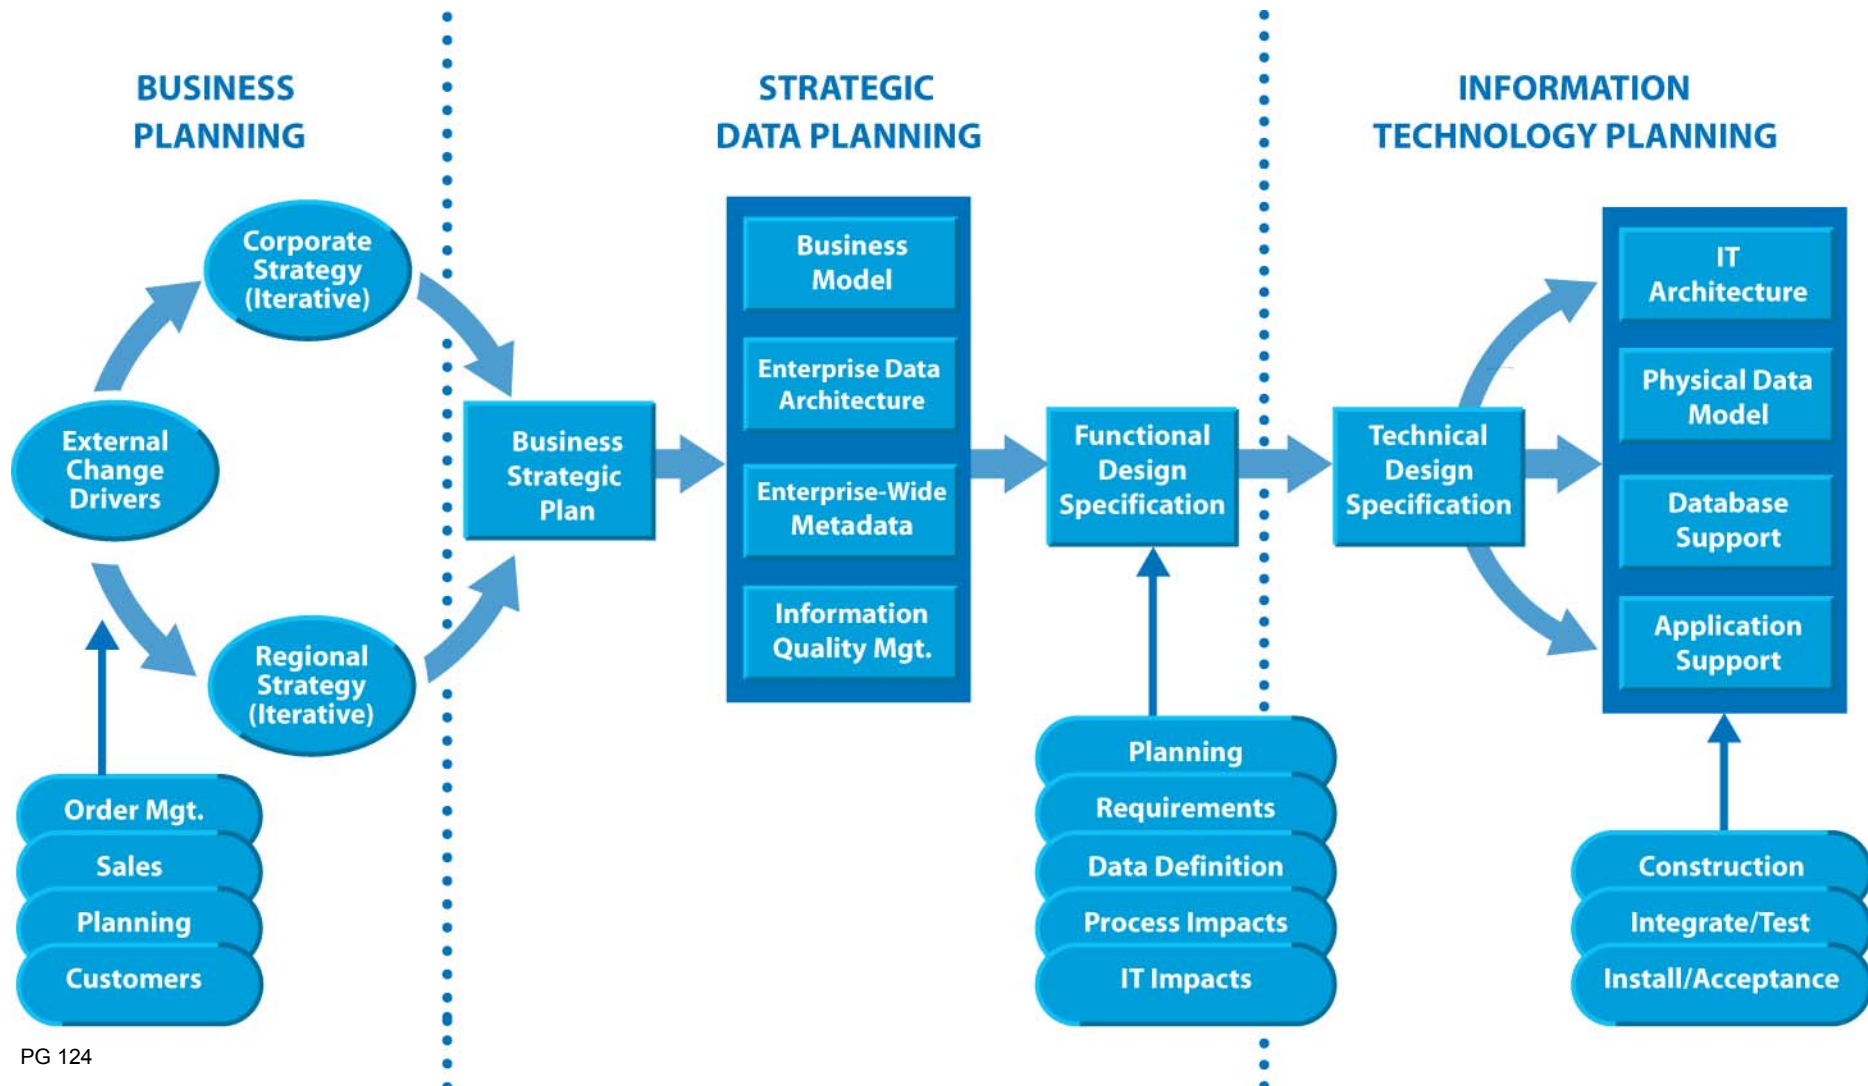 BUSINESS
PLANNING
STRATEGIC
DATA PLANNING
INFORMATION
TECHNOLOGY PLANNING
Corporate
Strategy
(Iterative)
External
Change
Drivers
Regional
Strategy
(Iterative)
Order Mgt.
Sales
Planning
Customers
Business
Strategic
Plan
Business
Model
Enterprise Data
Architecture
Enterprise-Wide
Metadata
Information
Quality Mgt.
Functional
Design
Specification
Planning
Requirements
Data Definition
Process Impacts
IT Impacts
Technical
Design
Specification
IT
Architecture
Physical Data
Model
Database
Support
Application
Support
Construction
Integrate/Test
Install/Acceptance
PG 124